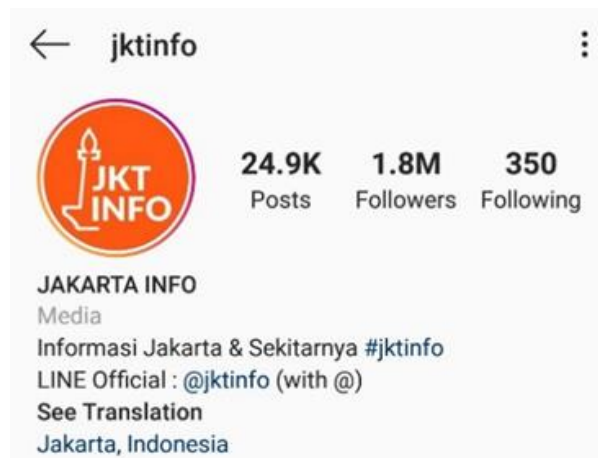 jktinfo
JKT
INFO
24.9K 1.8M 350
Posts Followers Following
JAKARTA INFO
Media
Informasi Jakarta & Sekitarnya #jktinfo
LINE Official : @jktinfo (with @)
See Translation
Jakarta, Indonesia